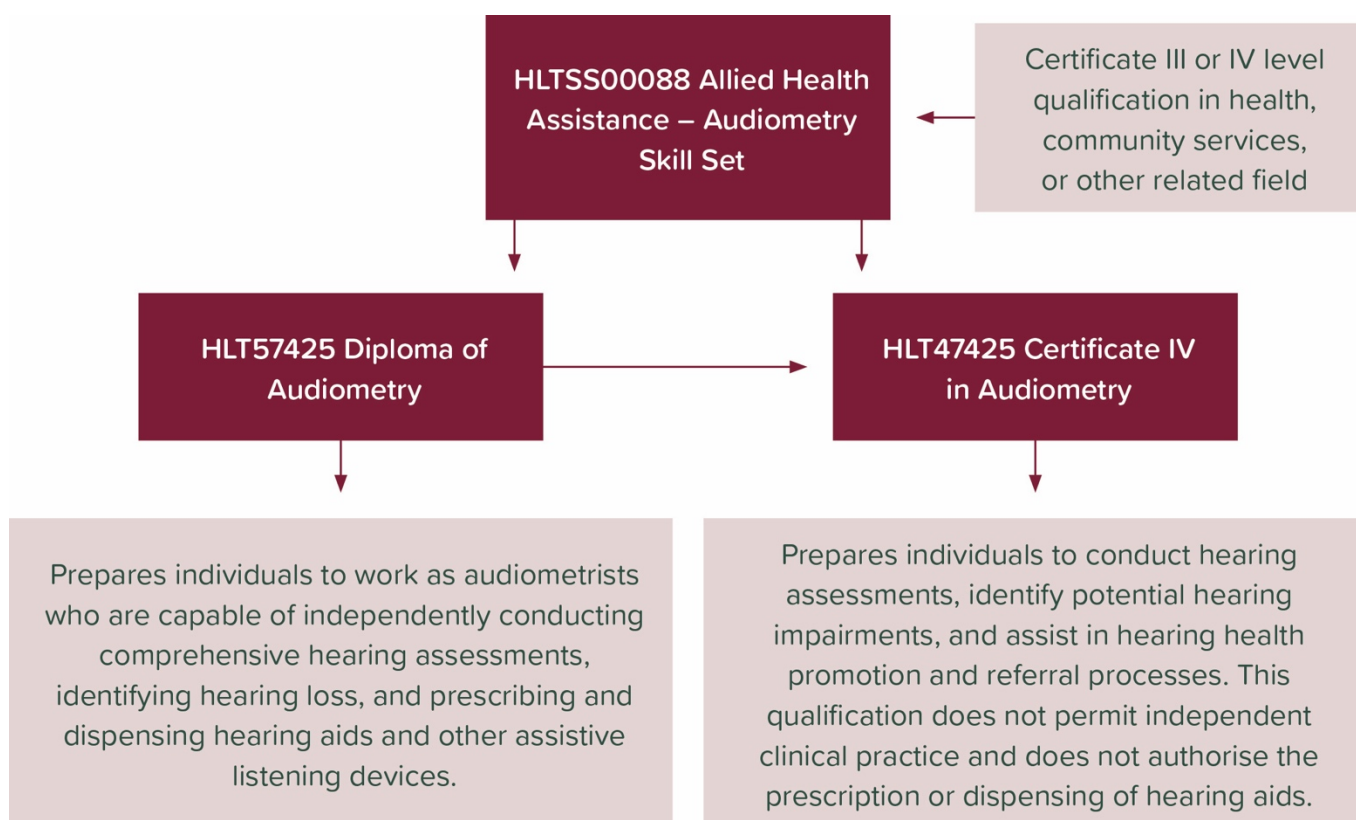 HLTSS00088 Allied Health
Assistance – Audiometry
Skill Set
Certificate III or IV level
qualification in health,
community services,
or other related field
HLT57425 Diploma of
Audiometry
HLT47425 Certificate IV
in Audiometry
Prepares individuals to work as audiometrists
who are capable of independently conducting
comprehensive hearing assessments,
identifying hearing loss, and prescribing and
dispensing hearing aids and other assistive
listening devices.
Prepares individuals to conduct hearing
assessments, identify potential hearing
impairments, and assist in hearing health
promotion and referral processes. This
qualification does not permit independent
clinical practice and does not authorise the
prescription or dispensing of hearing aids.